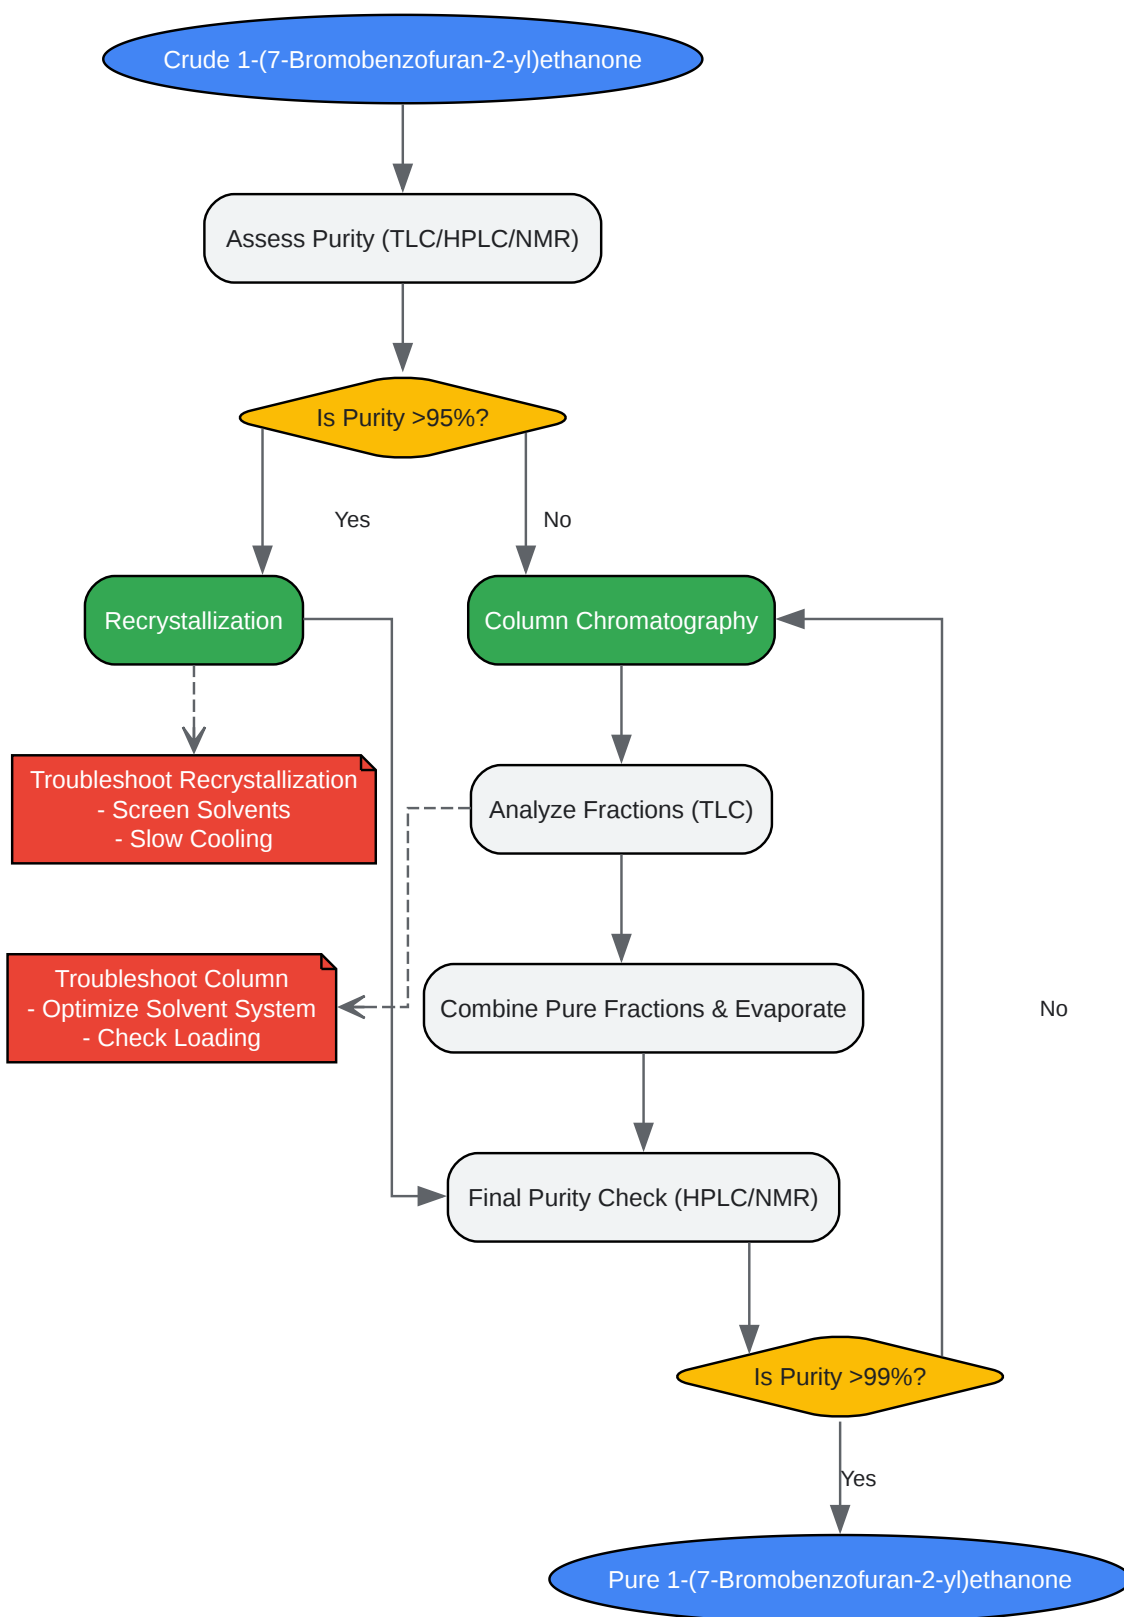 Crude 1-(7-Bromobenzofuran-2-yl)ethanone
Assess Purity (TLC/HPLC/NMR)
Is Purity >95%?
Yes
No
Recrystallization
Column Chromatography
Troubleshoot Recrystallization
- Screen Solvents
- Slow Cooling
Analyze Fractions (TLC)
Troubleshoot Column
- Optimize Solvent System
- Check Loading
Combine Pure Fractions & Evaporate
No
Final Purity Check (HPLC/NMR)
Is Purity >99%?
Yes
Pure 1-(7-Bromobenzofuran-2-yl)ethanone